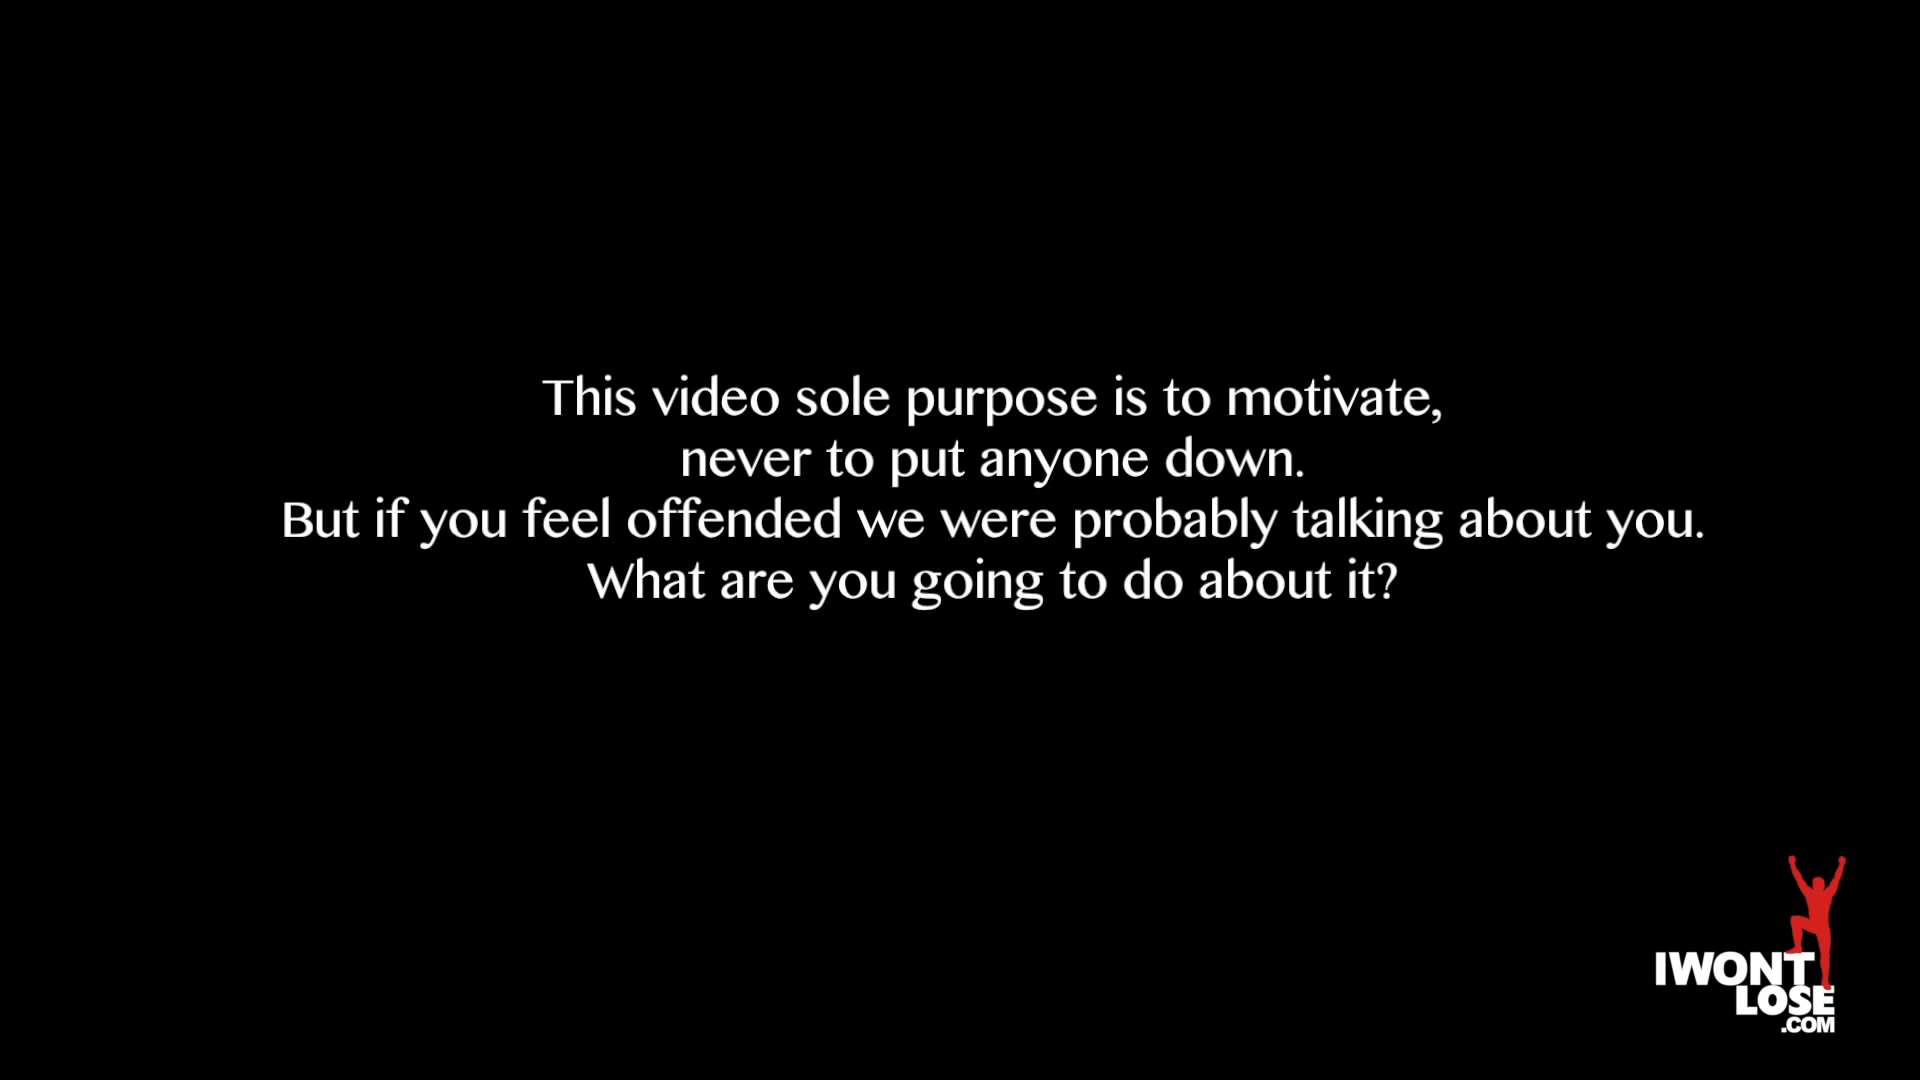 This video sole purpose is to motivate,
never to put anyone down.
But if you feel offended we were probably talking about you.
What are you going to do about it?
IWONT
LOSE
.COM